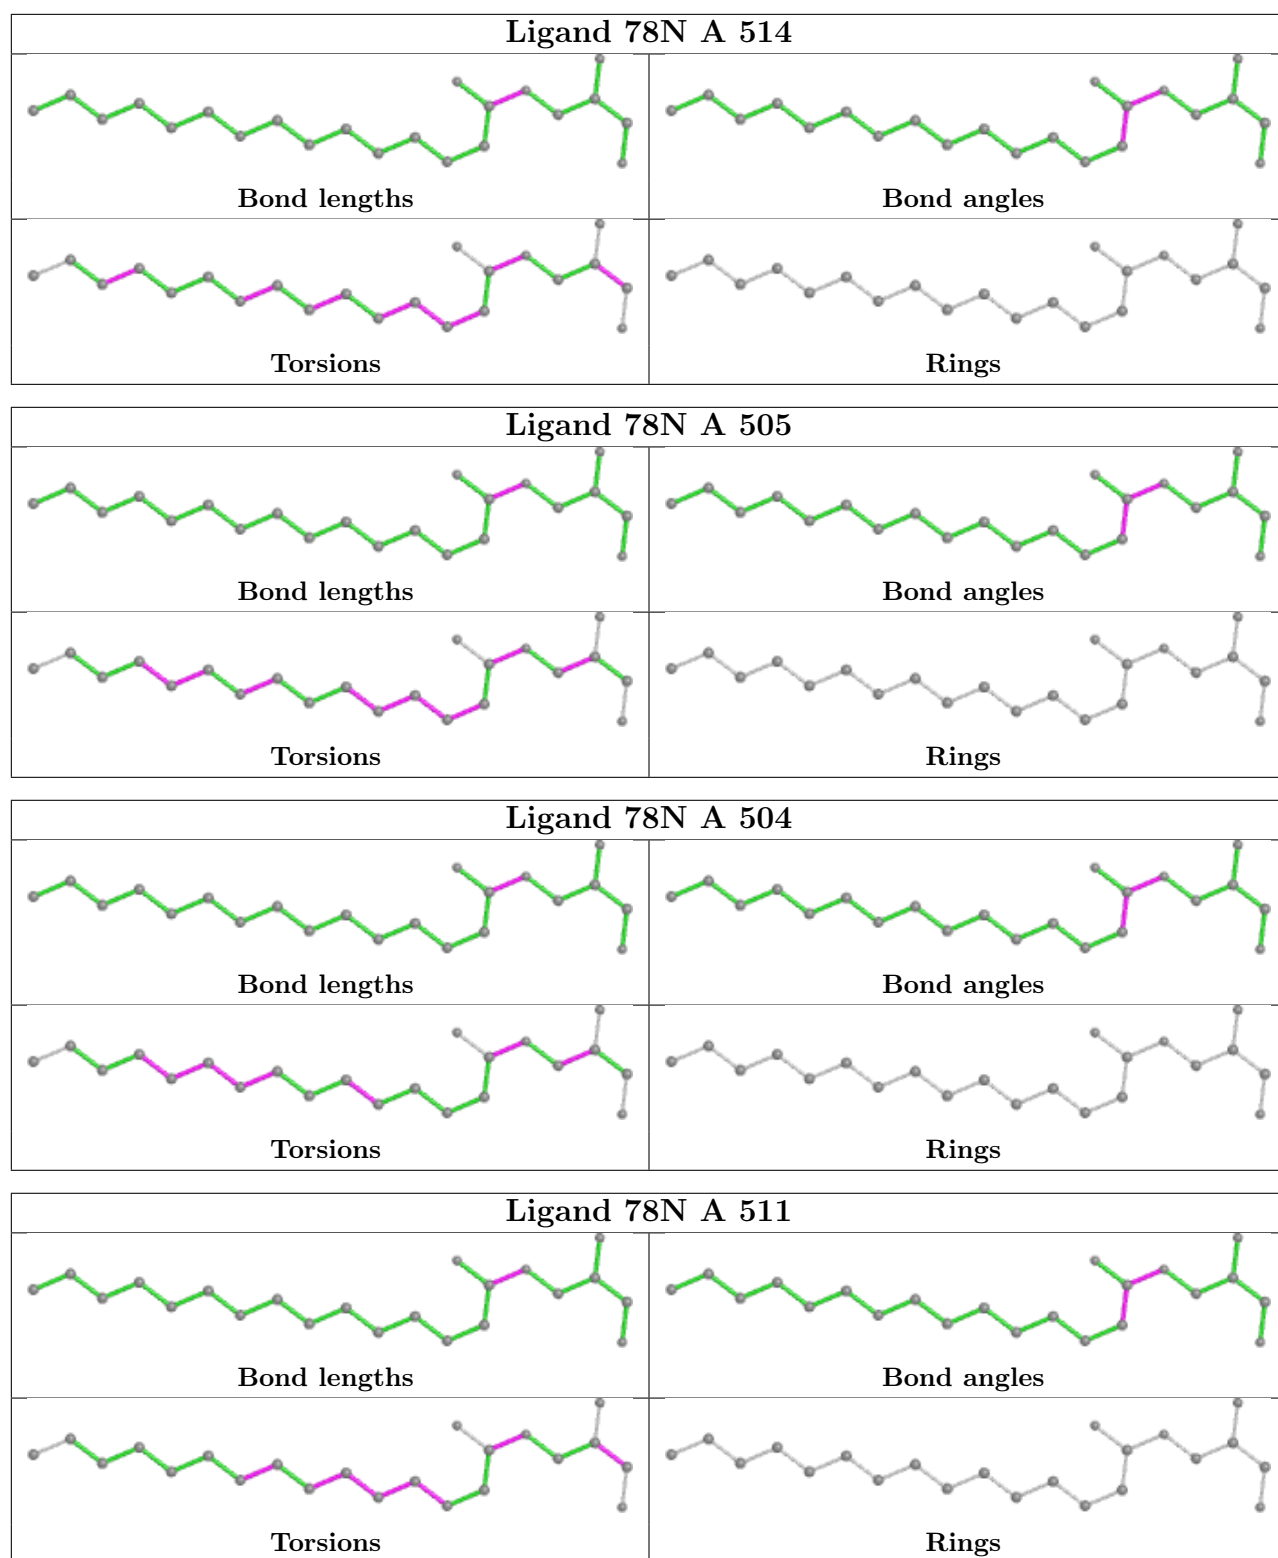 Ligand 78N A 514
Bond lengths Bond angles
Torsions Rings
Ligand 78N A 505
Bond lengths Bond angles
Torsions Rings
Ligand 78N A 504
Bond lengths Bond angles
Torsions Rings
Ligand 78N A 511
Bond lengths Bond angles
Torsions Rings